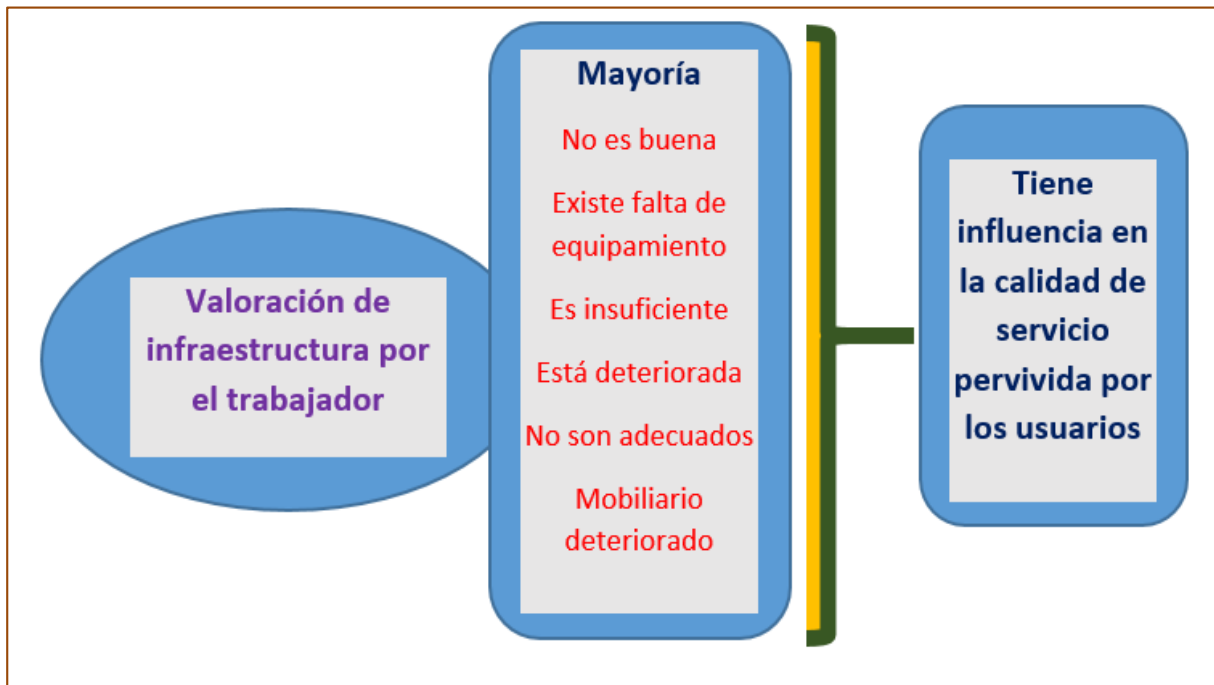 Valoración de
infraestructura por
el trabajador
Mayoría
No es buena
Existe falta de
equipamiento
Es insuficiente
Está deteriorada
No son adecuados
Mobiliario
deteriorado
Tiene
influencia en
la calidad de
servicio
pervivida por
los usuarios